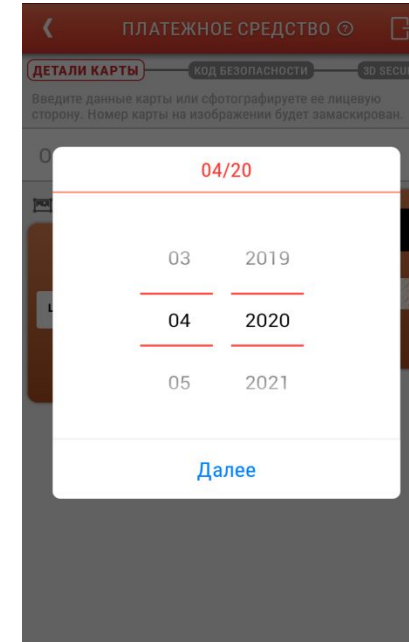 ПЛАТЕЖНОЕ СРЕДСТВО
ДЕТАЛИ КАРТЫ КОД БЕЗОПАСНОСТИ 3D SECU
Введите данные карты или сфотографируете ее лицевую
сторону. Номер карты на изображении будет замаскирован.
04/20
03 2019
04 2020
05 2021
Далее